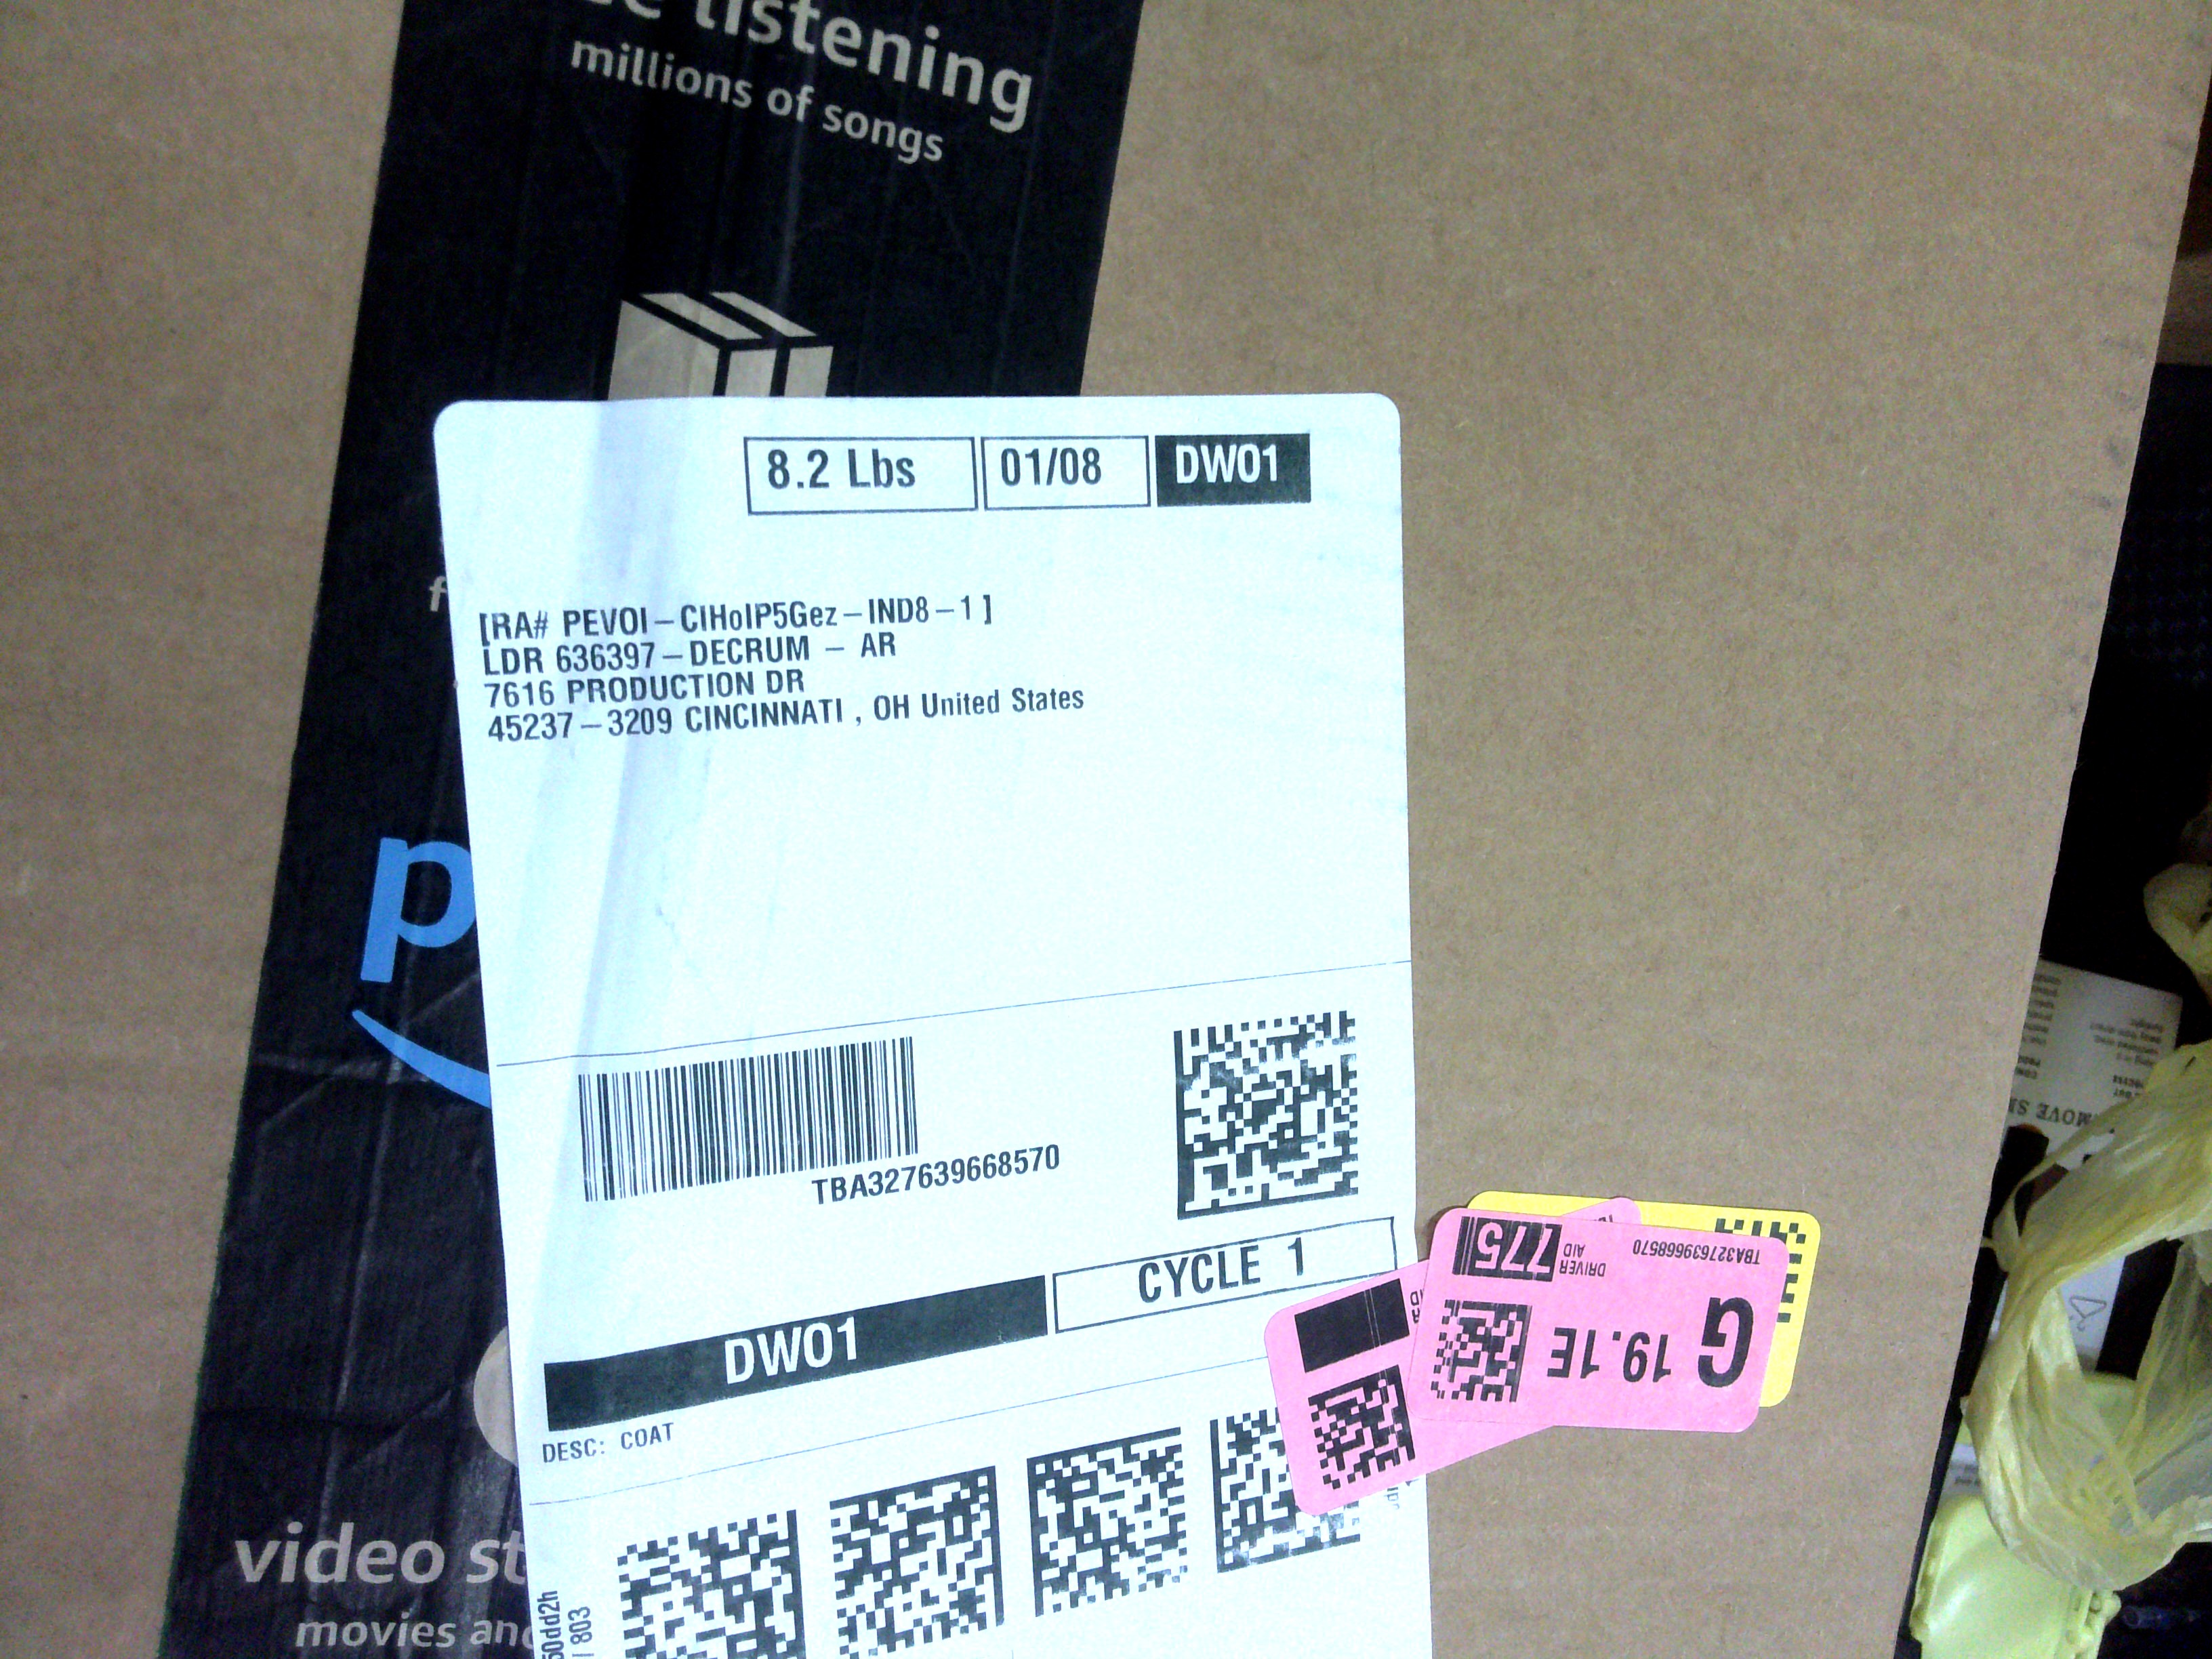 listening
millions of songs
8.2 Lbs
01/08
DW01
f
[RA# PEVOI-CIHoIP5Gez-IND8-1 ]
LDR 636397-DECRUM - AR
7616 PRODUCTION DR
45237-3209 CINCINNATI , OH United States
p
TBA327639668570
CYCLE 1
DW01
DESC: COAT
TBA327639668570
DRIVER
AID
775
G 19.1E
video st
movies and
50dd2h
/ 803